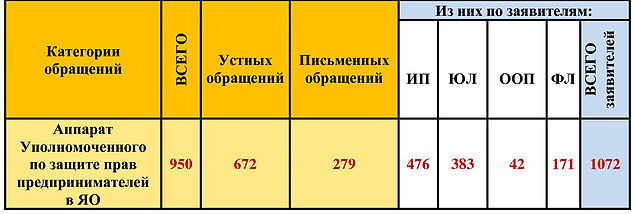 Из них по заявителям:
Категории
обращений
ВСЕГО
Устных
обращений
Письменных
обращений
ИП
ЮЛ
ООП
ФЛ
ВСЕГО
заявителей
Аппарат
Уполномоченного
по защите прав
предпринимателей
в ЯО
950
672
279
476
383
42
171
1072